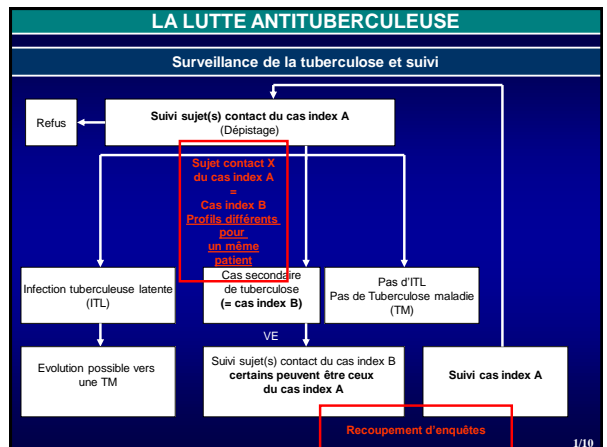 LA LUTTE ANTITUBERCULEUSE
Surveillance de la tuberculose et suivi
Refus
Suivi sujet(s) contact du cas index A
(Dépistage)
Sujet contact X
du cas index A
=
Cas index B
Profils différents
pour
un même
patient
Infection tuberculeuse latente
(ITL)
Cas secondaire
de tuberculose
(= cas index B)
Pas d'ITL
Pas de Tuberculose maladie
(TM)
VE
Evolution possible vers
une TM
Suivi sujet(s) contact du cas index B
certains peuvent être ceux
du cas index A
Suivi cas index A
Recoupement d'enquêtes
1/10